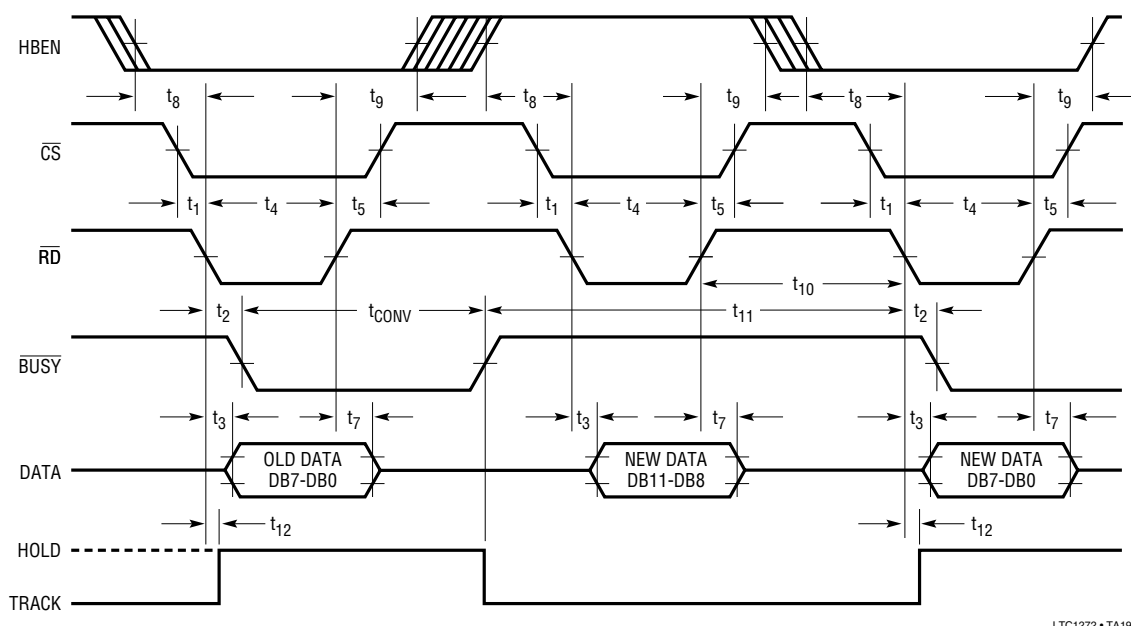 HBEN
t8 t9 t8 t9 t8 t9
CS
t1 t4 t5 t1 t4 t5 t1 t4 t5
RD
t10
t2 tCONV t11 t2
BUSY
t3 t7 t3 t7 t3 t7
DATA
OLD DATA
DB7-DB0
NEW DATA
DB11-DB8
NEW DATA
DB7-DB0
t12 t12
HOLD
TRACK